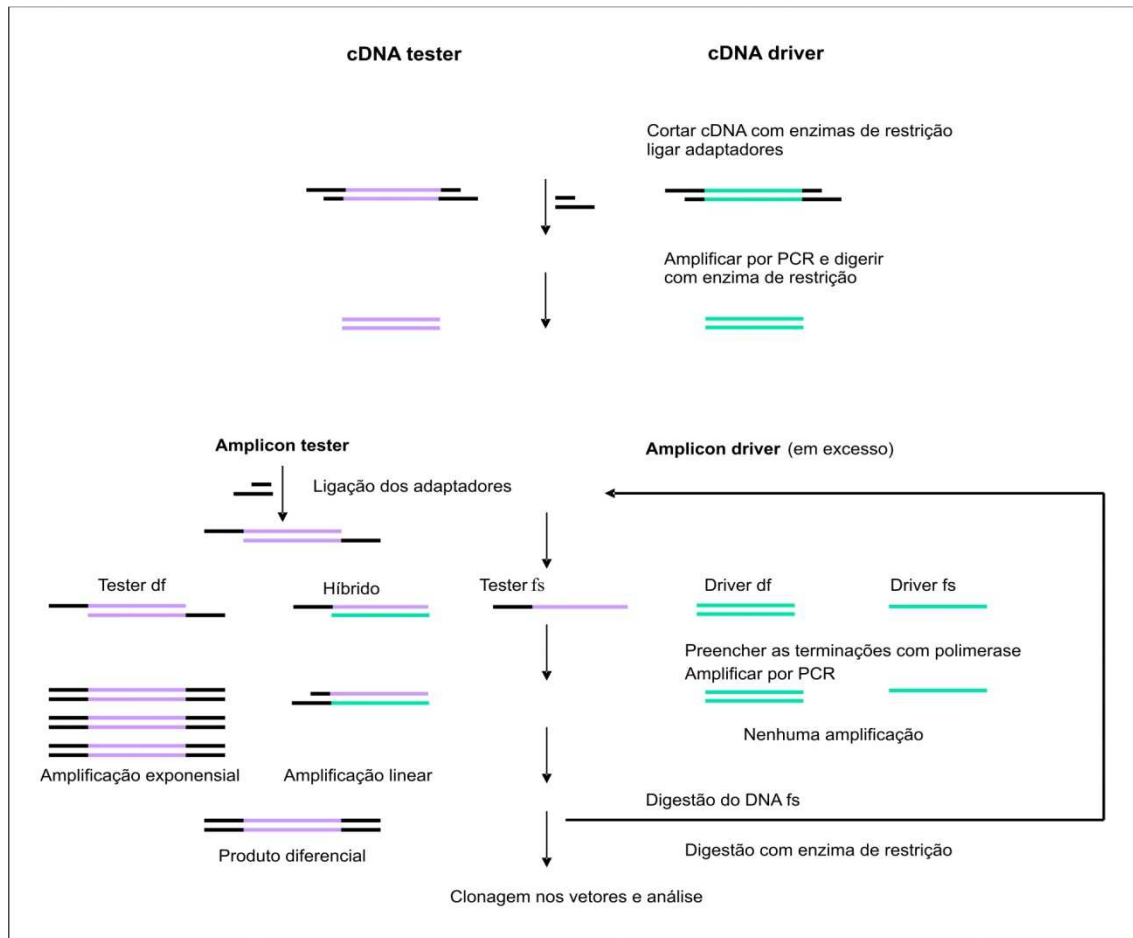 cDNA tester
cDNA driver
Cortar cDNA com enzimas de restrição
ligar adaptadores
Amplificar por PCR e digerir
com enzima de restrição
Amplicon tester
Amplicon driver (em excesso)
Ligação dos adaptadores
Tester df
Híbrido
Tester fs
Driver df
Driver fs
Preencher as terminações com polimerase
Amplificar por PCR
Nenhuma amplificação
Amplificação exponensial
Amplificação linear
Digestão do DNA fs
Produto diferencial
Digestão com enzima de restrição
Clonagem nos vetores e análise